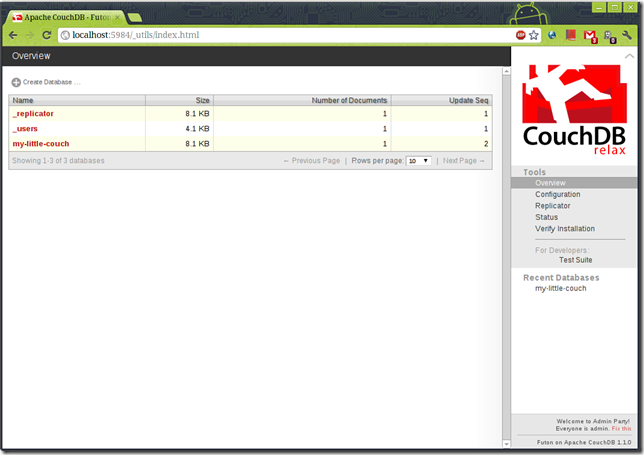 Apache CouchDB - Futon
localhost:5984/_utils/index.html
Overview
Create Database ...
Name Size Number of Documents Update Seq
_replicator 8.1 KB 1 1
_users 4.1 KB 1 1
my-little-couch 8.1 KB 1 2
Showing 1-3 of 3 databases ← Previous Page | Rows per page: 10 | Next Page →
CouchDB
relax
Tools
Overview
Configuration
Replicator
Status
Verify Installation
For Developers:
Test Suite
Recent Databases
my-little-couch
Welcome to Admin Party!
Everyone is admin. Fix this
Futon on Apache CouchDB 1.1.0